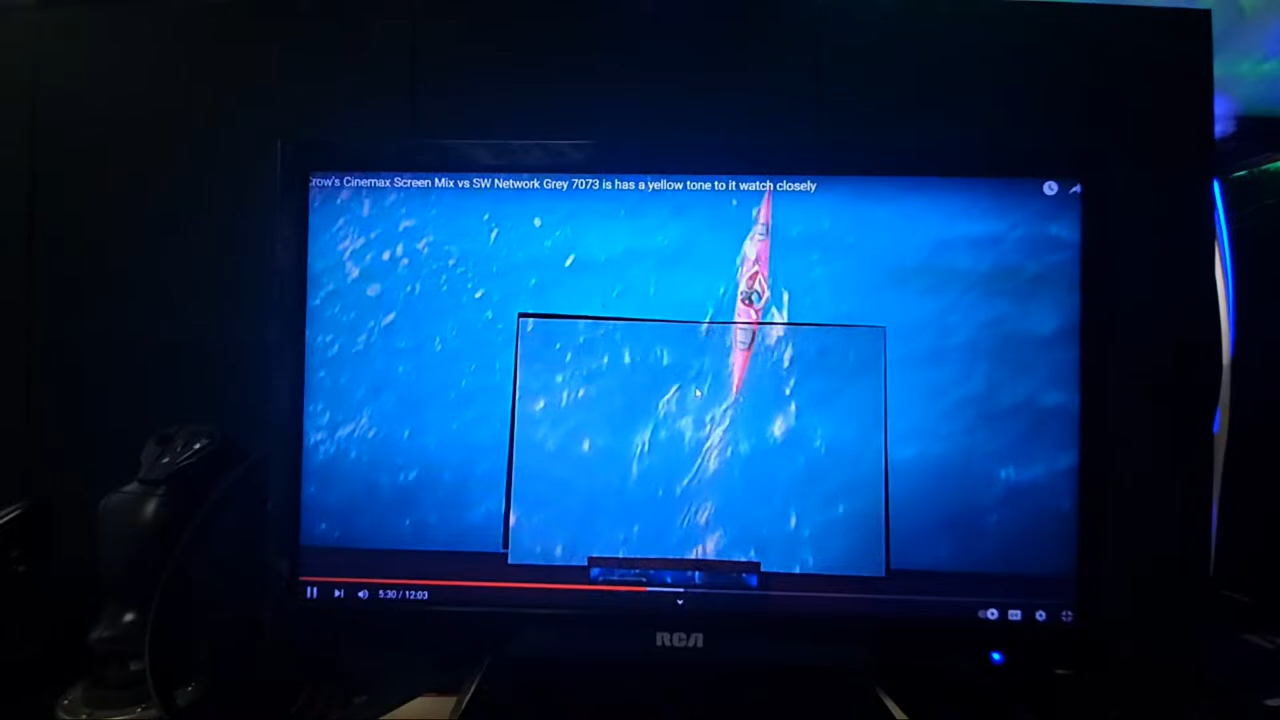 Crow's Cinemax Screen Mix vs SW Network Grey 7073 is has a yellow tone to it watch closely
5:30 / 12:03
RCA